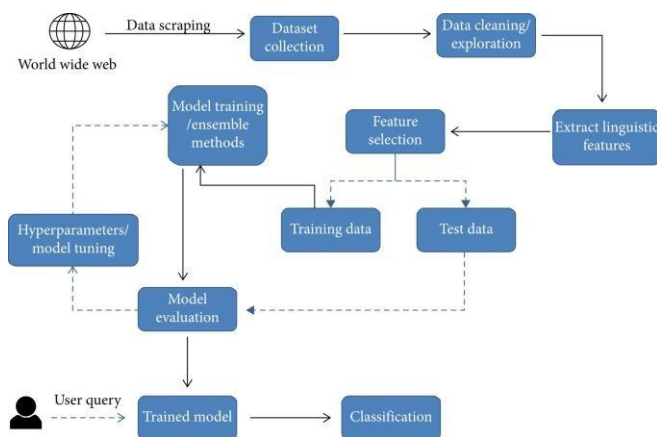 Data scraping
World wide web
Dataset
collection
Data cleaning/
exploration
Model training
/ensemble
methods
Feature
selection
Extract linguistic
features
Hyperparameters/
model tuning
Training data
Test data
Model
evaluation
User query
Trained model
Classification